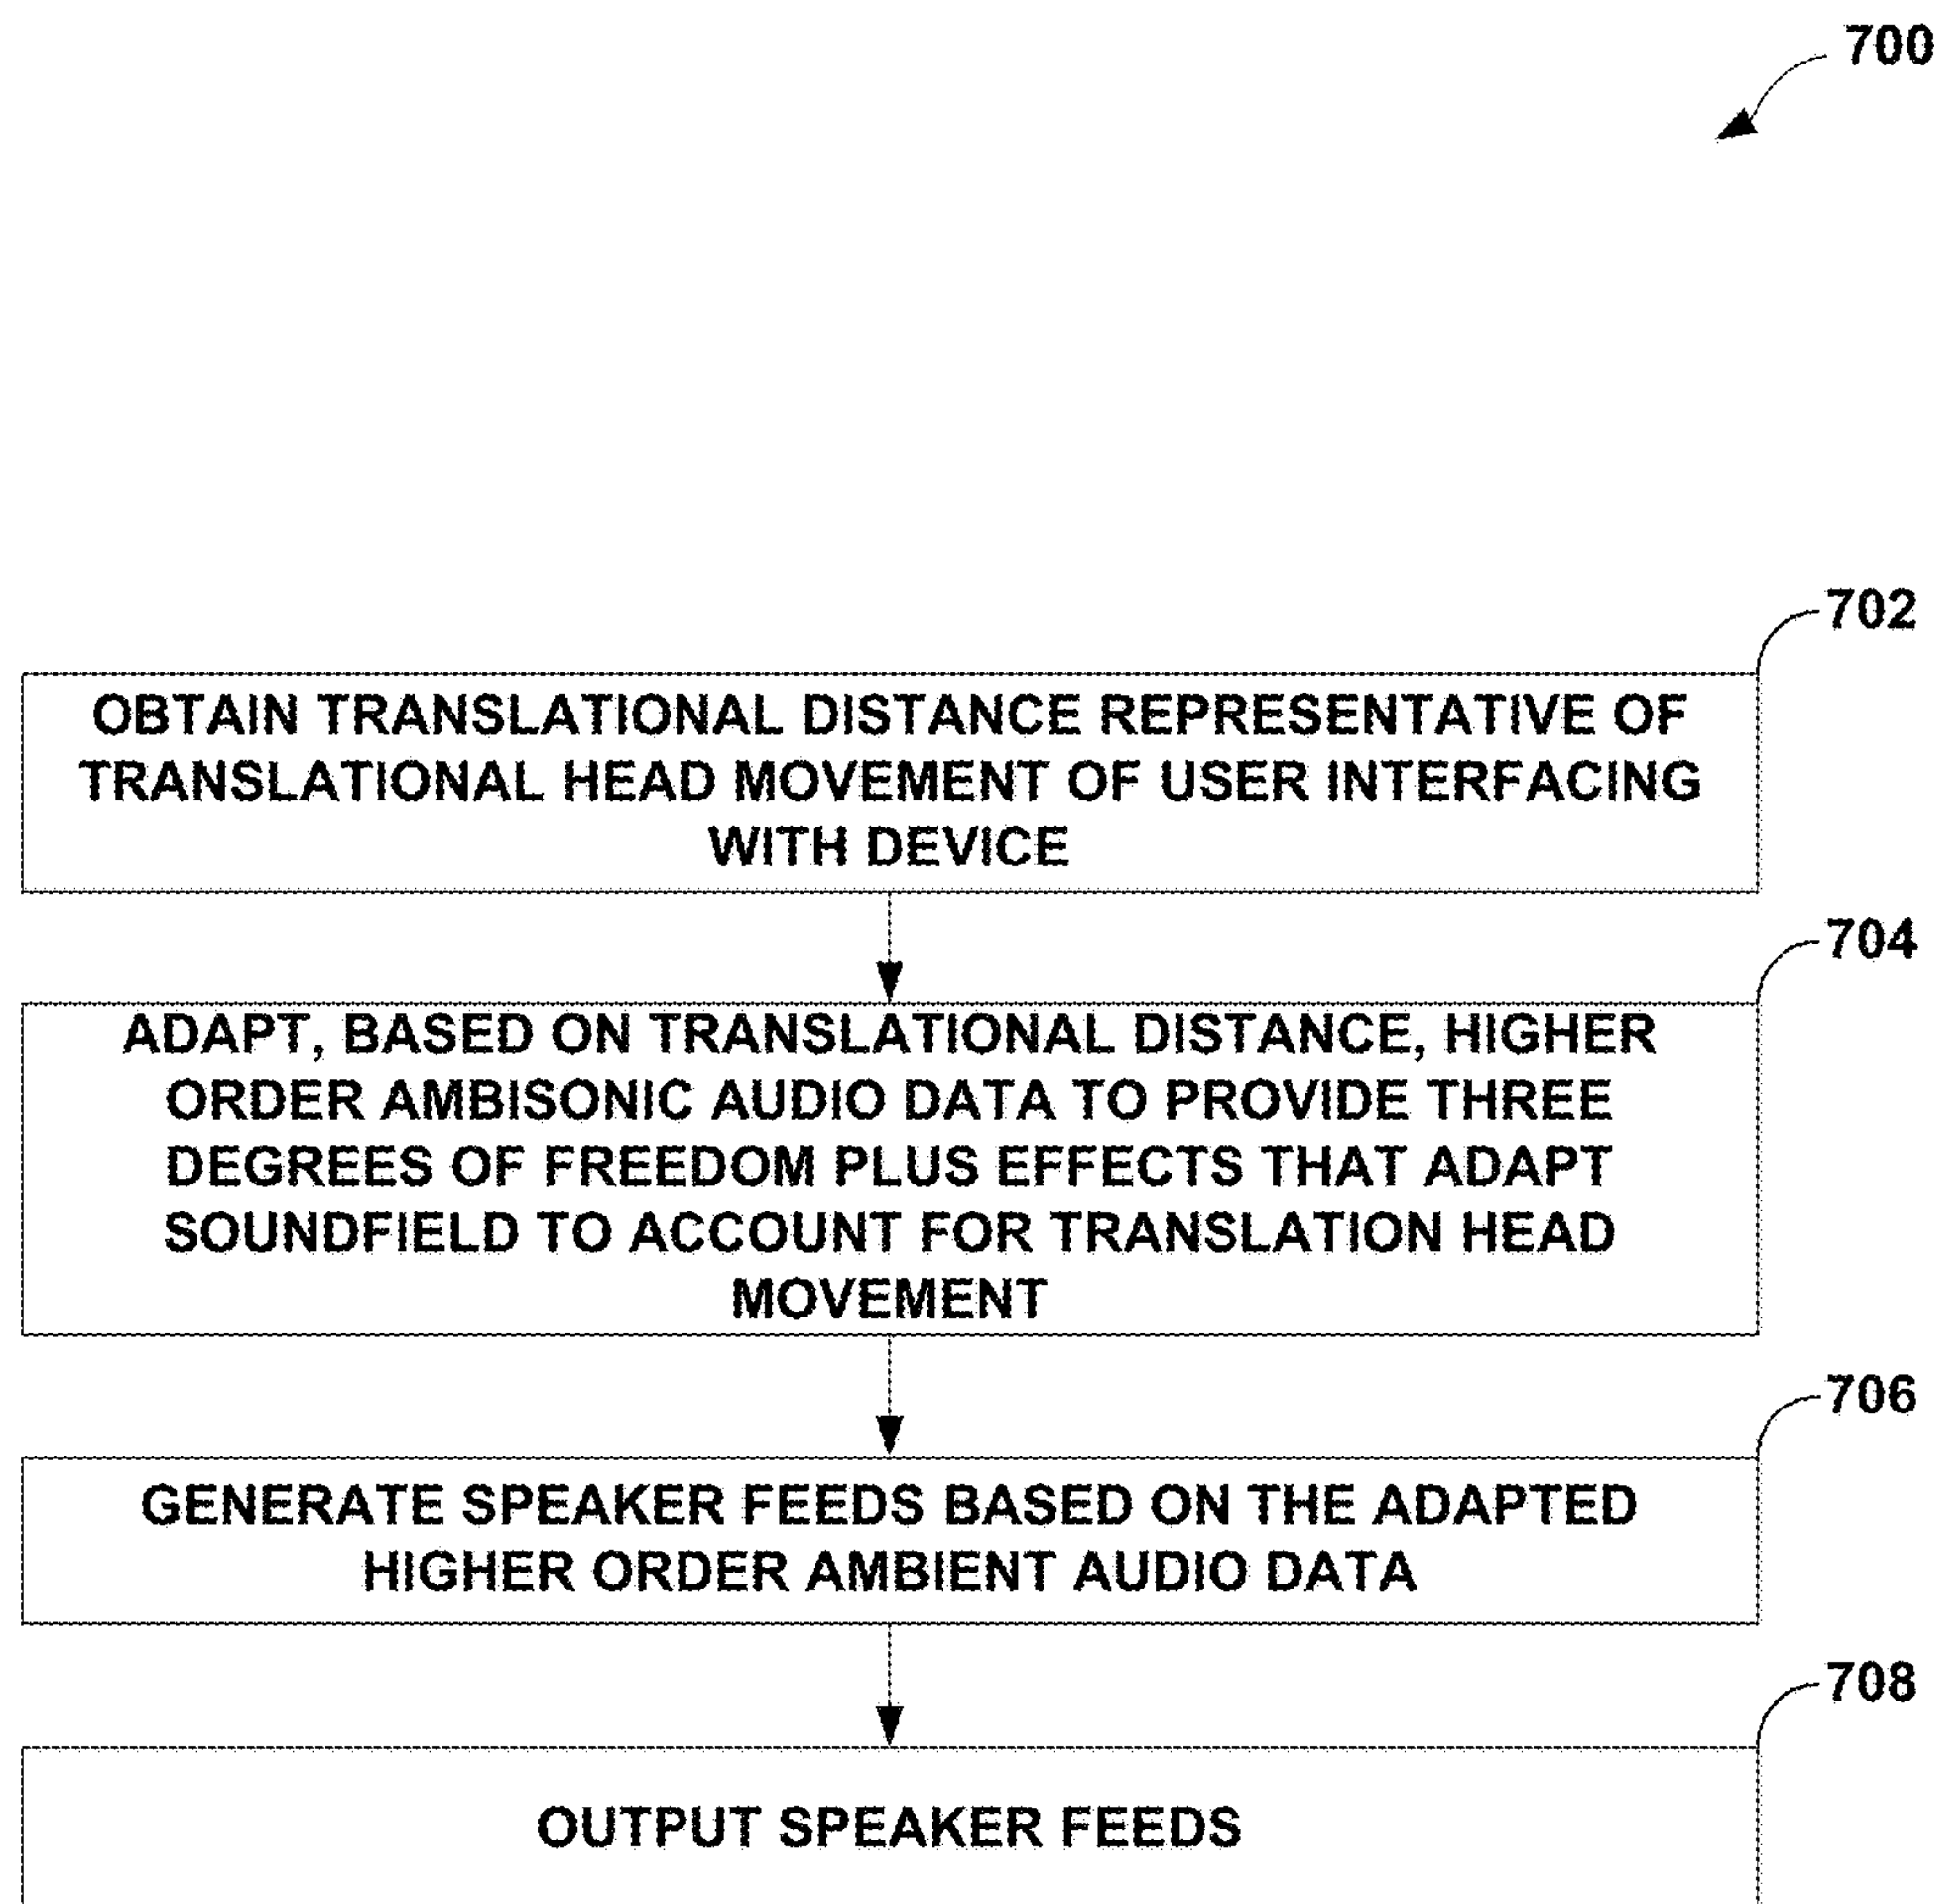 700
702
OBTAIN TRANSLATIONAL DISTANCE REPRESENTATIVE OF
TRANSLATIONAL HEAD MOVEMENT OF USER INTERFACING
WITH DEVICE
704
ADAPT, BASED ON TRANSLATIONAL DISTANCE, HIGHER
ORDER AMBISONIC AUDIO DATA TO PROVIDE THREE
DEGREES OF FREEDOM PLUS EFFECTS THAT ADAPT
SOUNDFIELD TO ACCOUNT FOR TRANSLATION HEAD
MOVEMENT
706
GENERATE SPEAKER FEEDS BASED ON THE ADAPTED
HIGHER ORDER AMBIENT AUDIO DATA
708
OUTPUT SPEAKER FEEDS